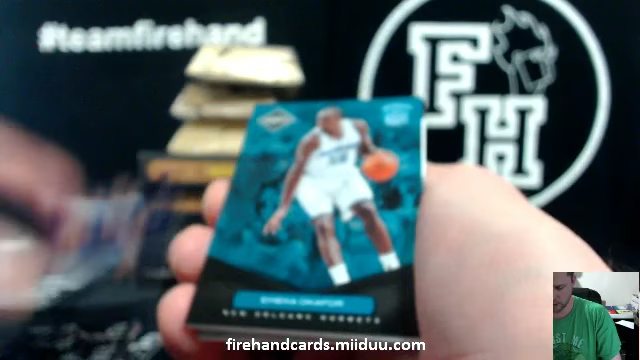 #teamfirehand
FH
EMEKA OKAFOR
NEW ORLEANS HORNETS
firehandcards.miiduu.com